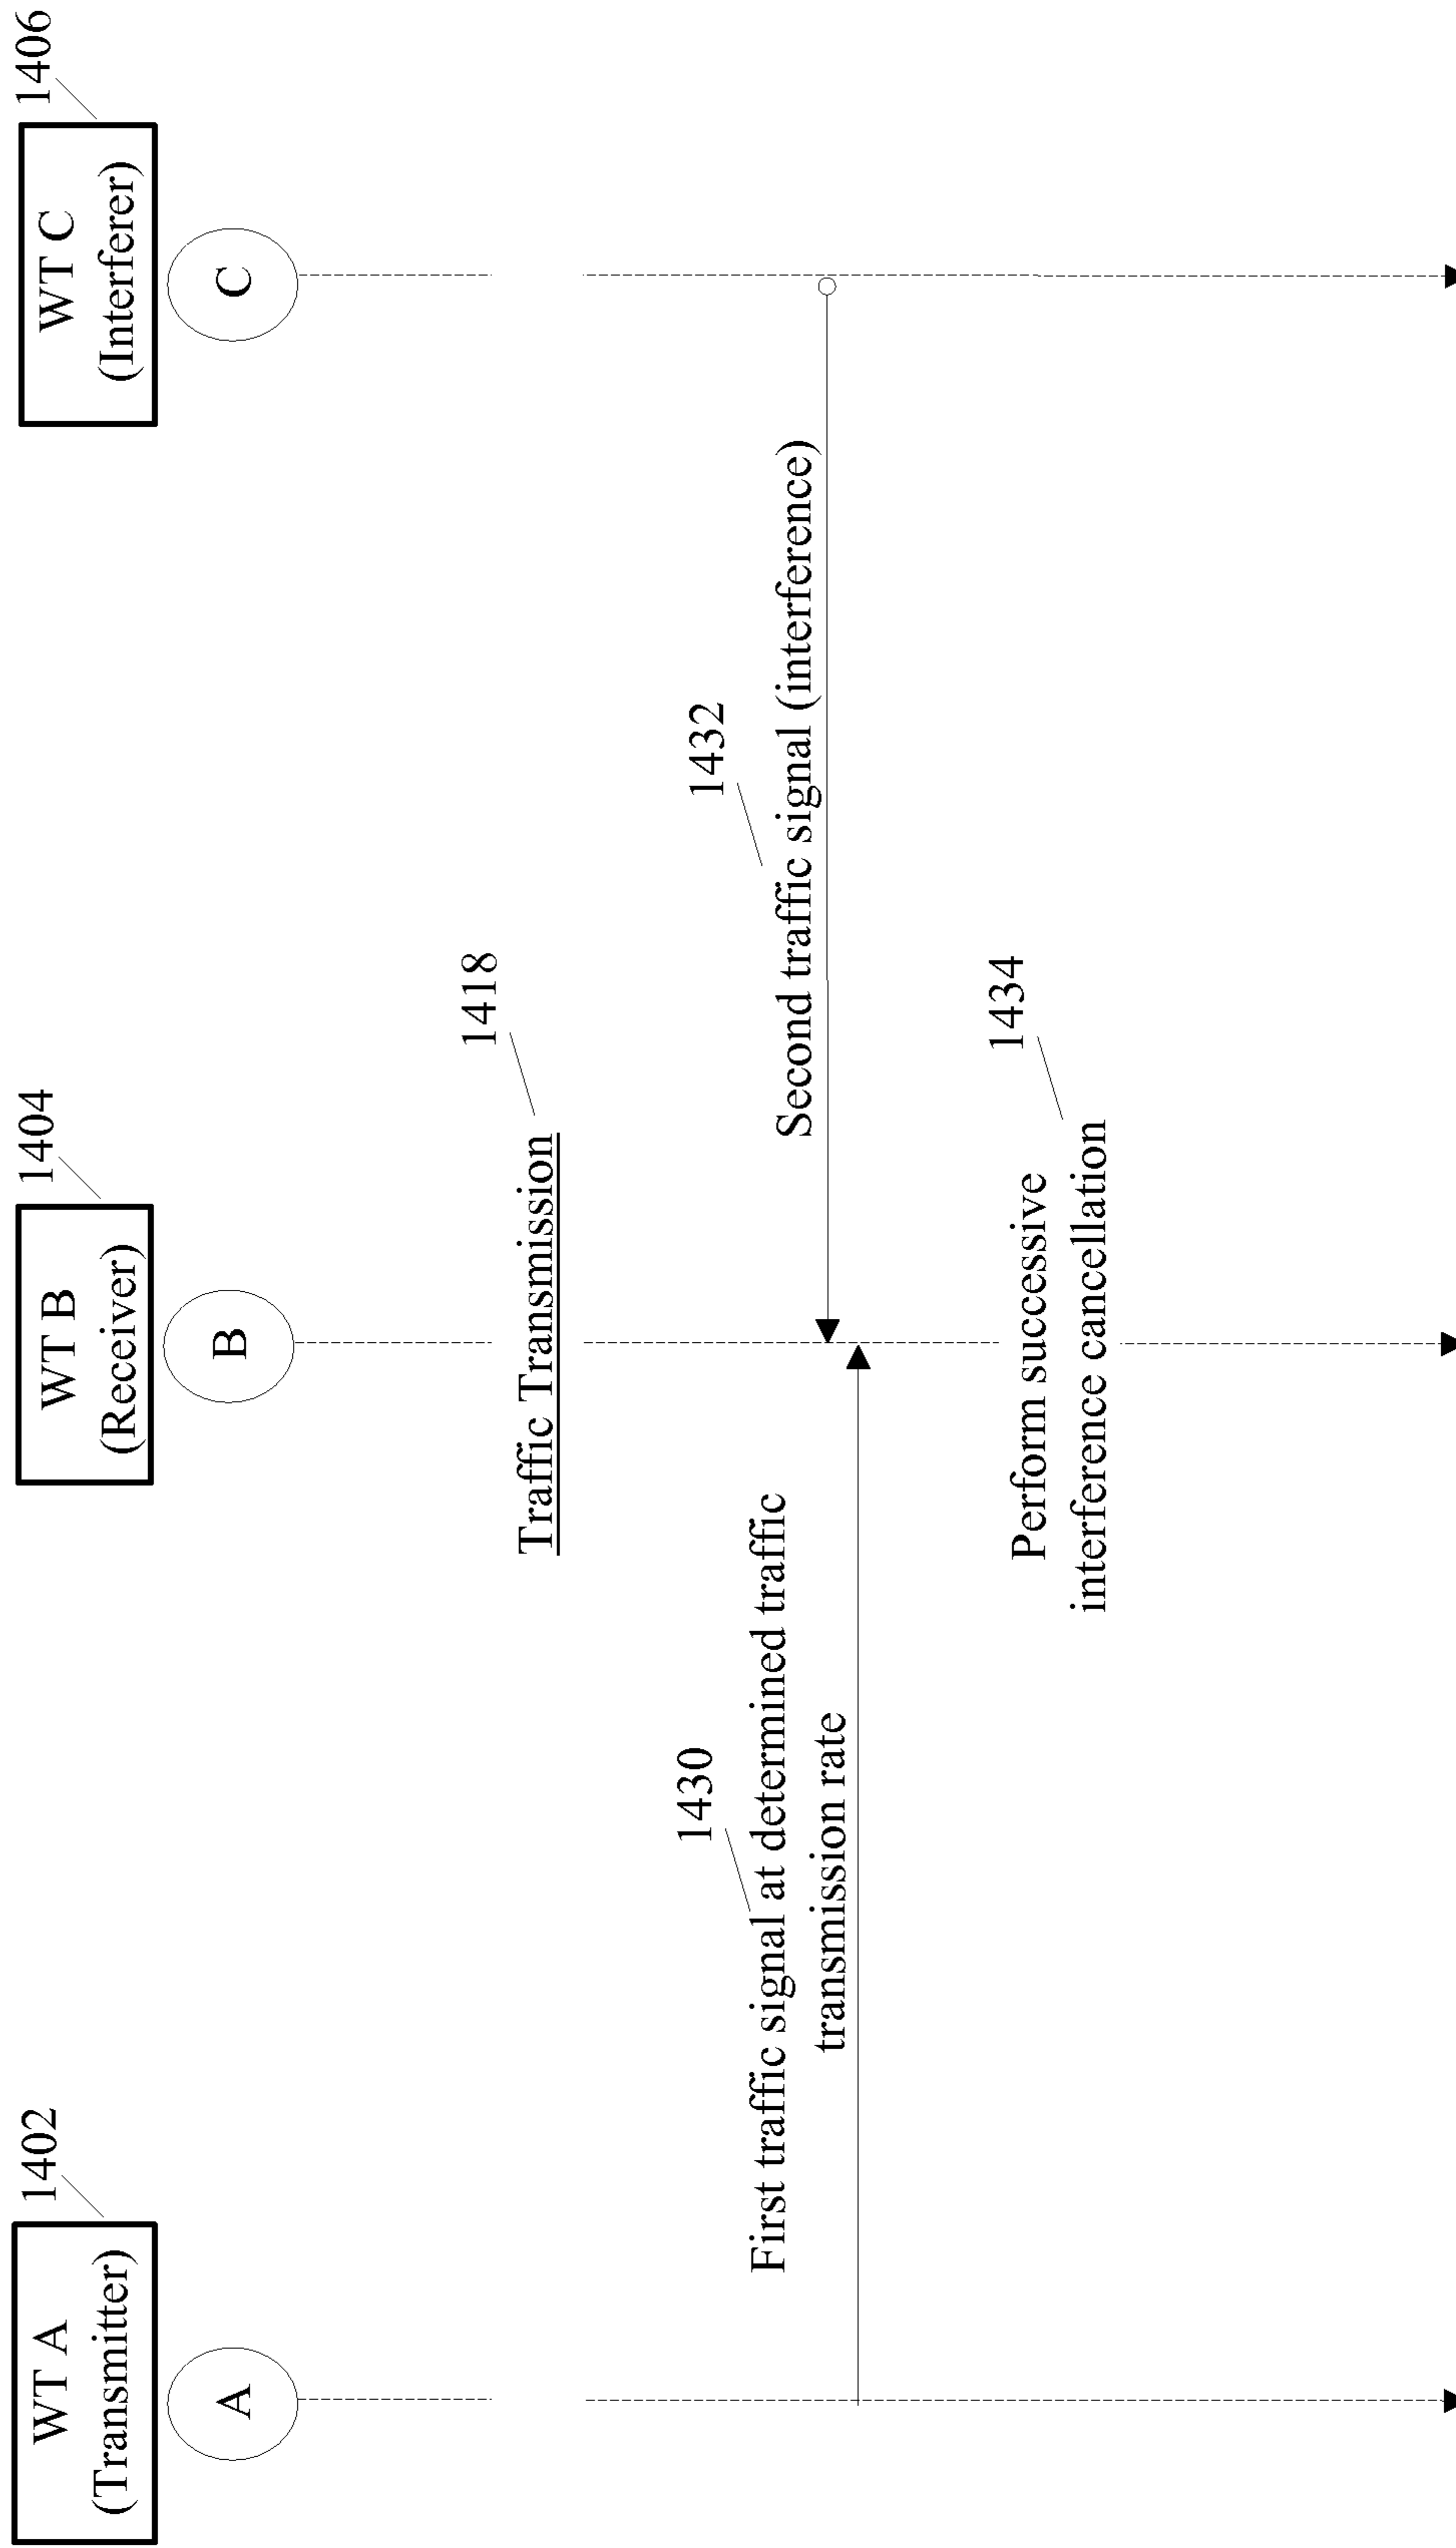 1402
1404
1406
WT A
(Transmitter)
WT B
(Receiver)
WT C
(Interferer)
A
B
C
1418
Traffic Transmission
1430
First traffic signal at determined traffic
transmission rate
1432
Second traffic signal (interference)
1434
Perform successive
interference cancellation